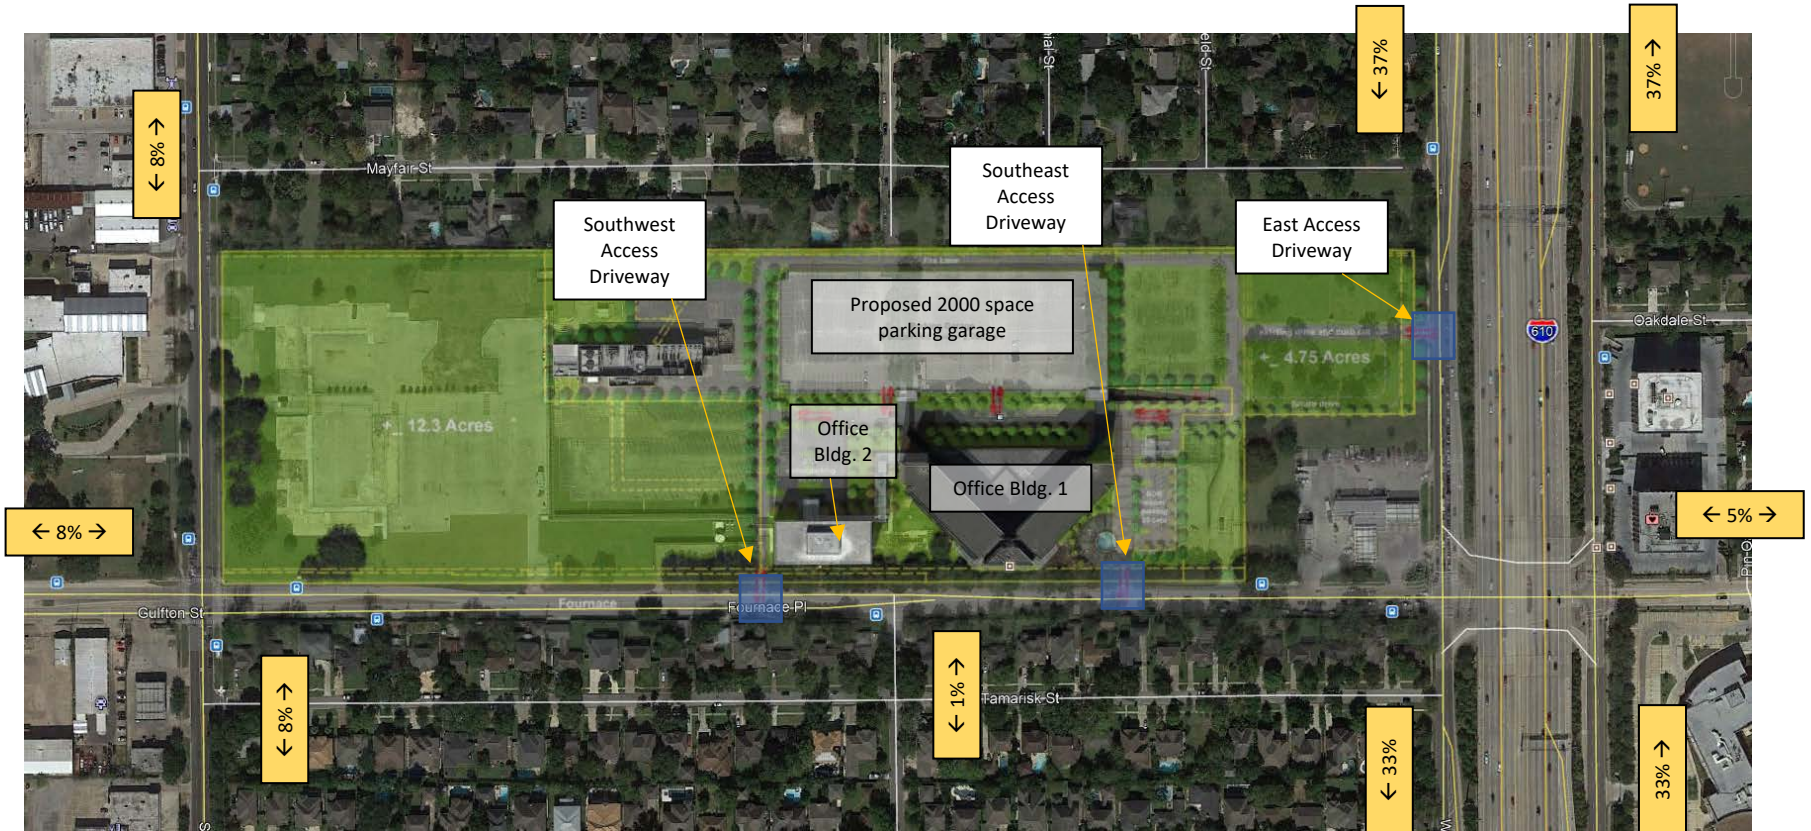 ← 37%
37% →
← 8% →
Mayfair St
Southwest
Access
Driveway
Southeast
Access
Driveway
East Access
Driveway
Proposed 2000 space
parking garage
610
Oakdale St
4.75 Acres
12.3 Acres
Office
Bldg. 2
Office Bldg. 1
← 8% →
← 5% →
Gulfton St
Fournace
Fournace Pl
← 8% →
← 1% →
Tamarisk St
← 33%
33% →